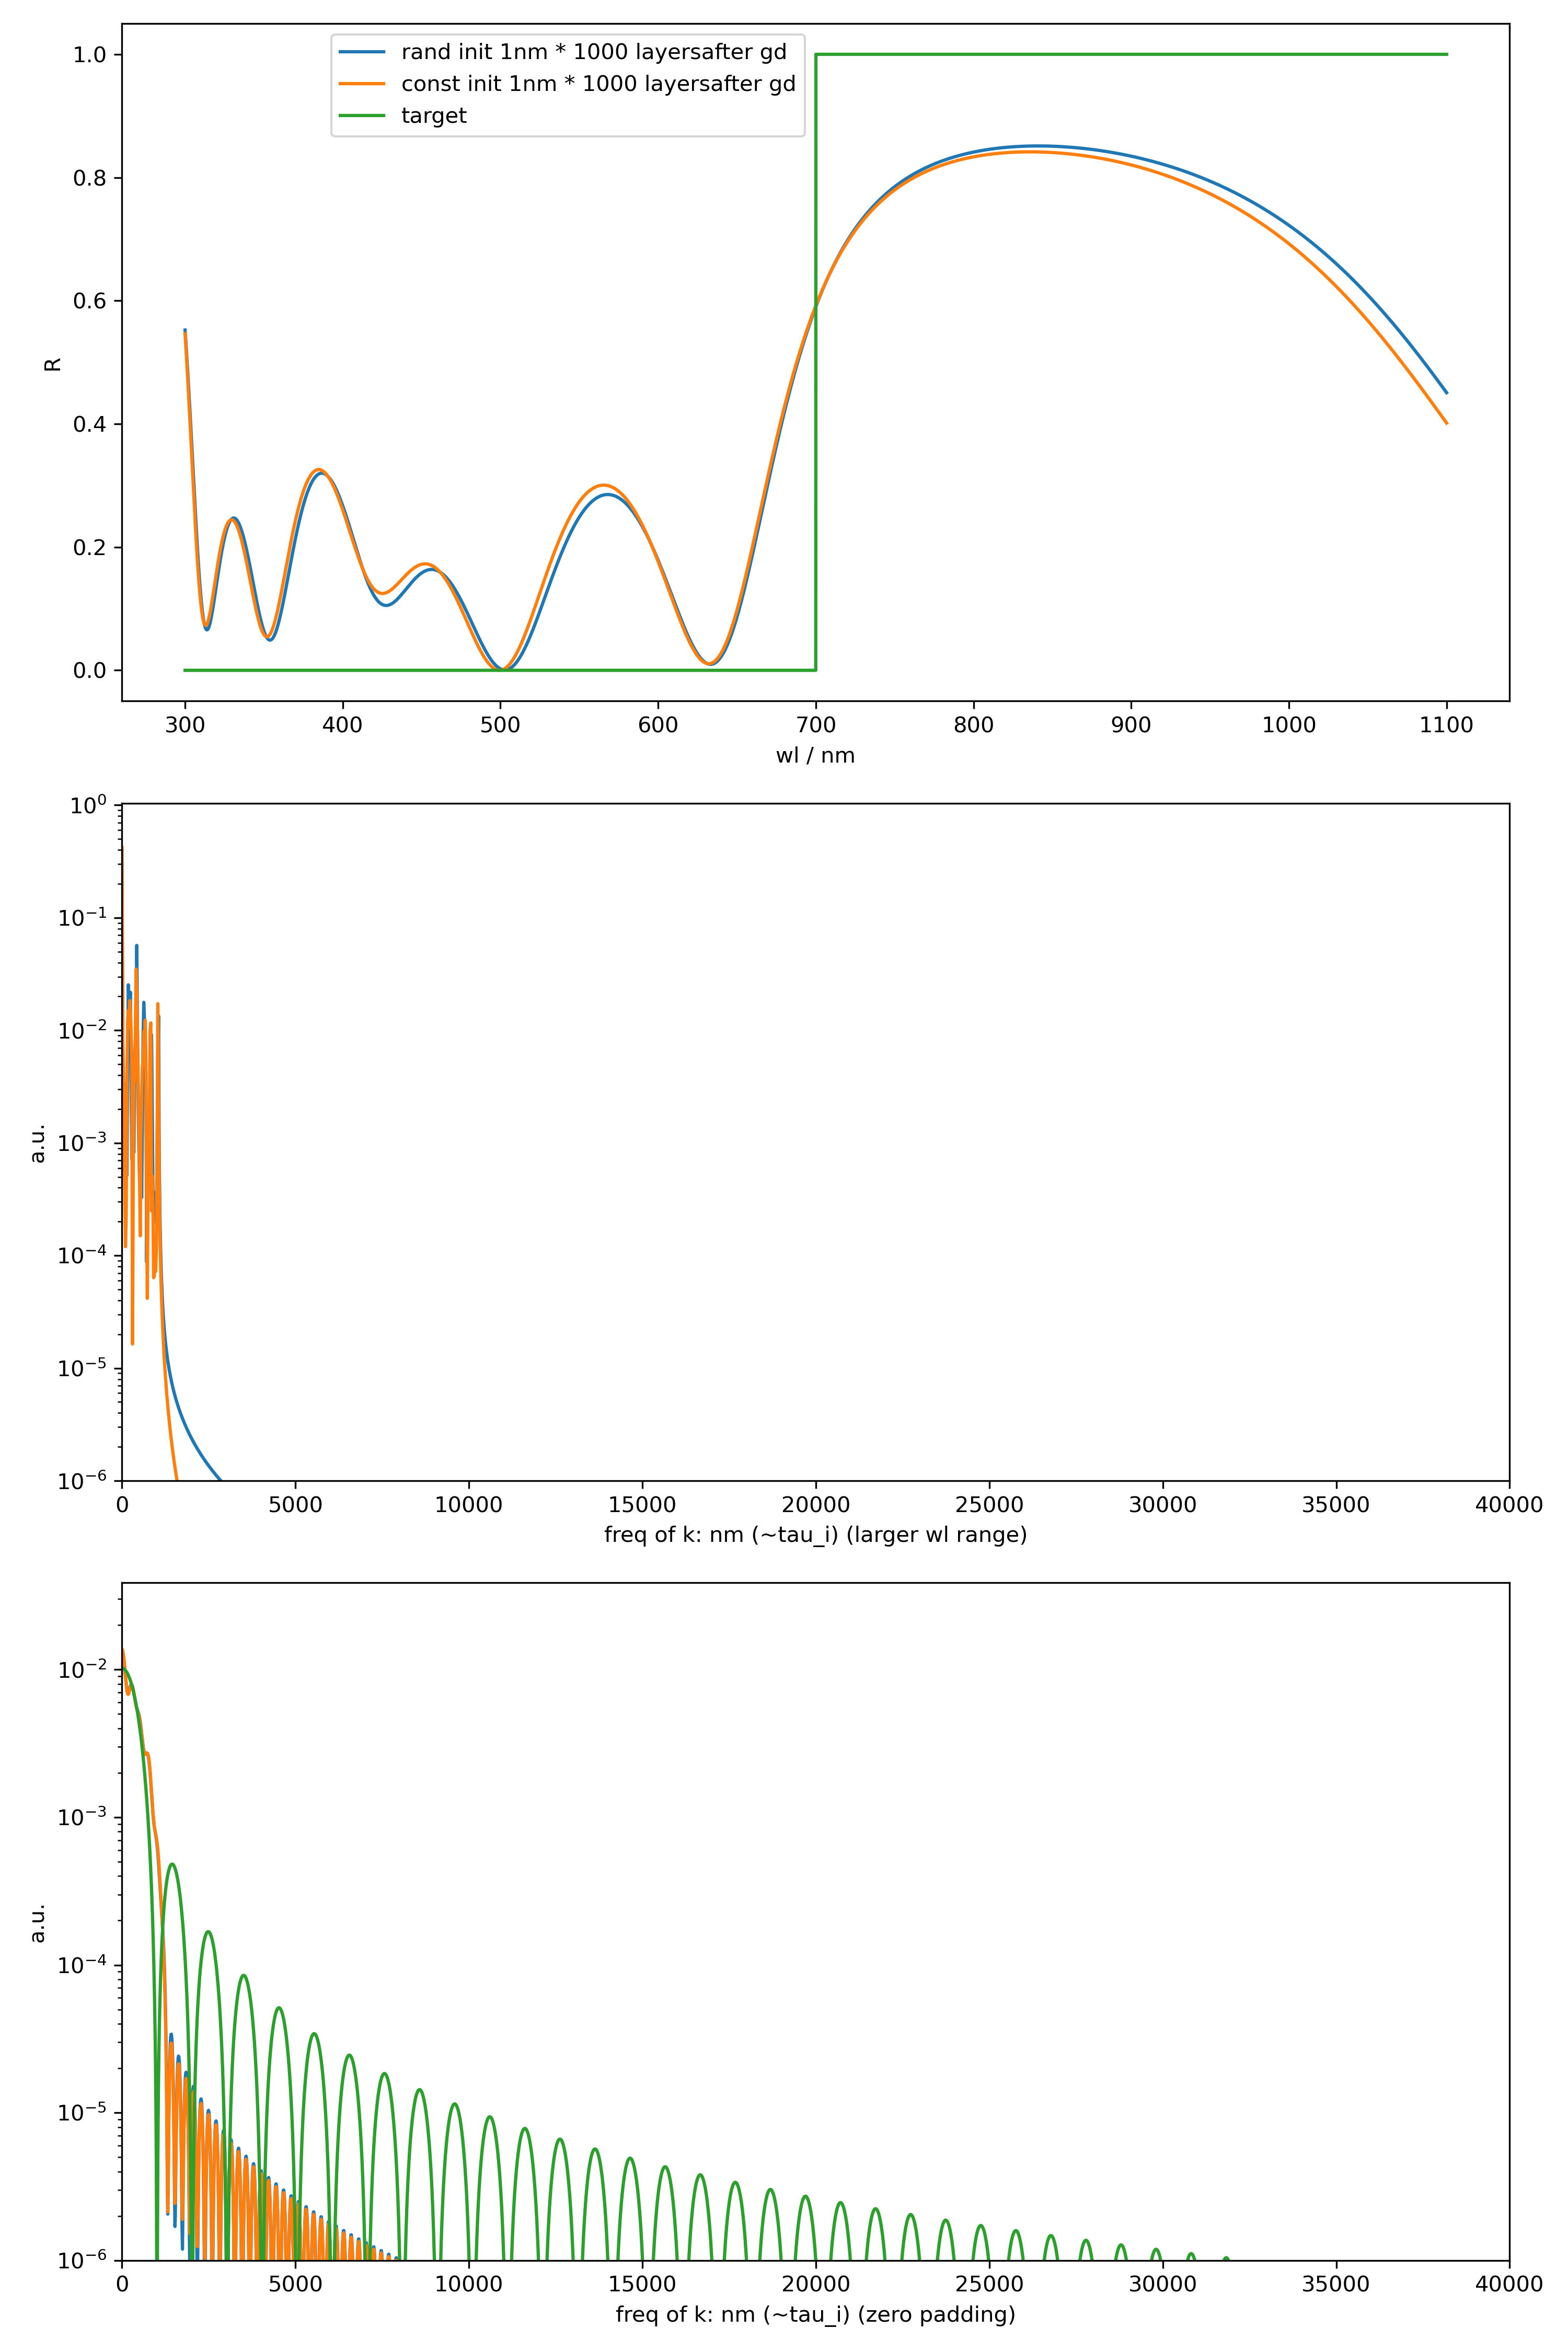 rand init 1nm * 1000 layersafter gd
const init 1nm * 1000 layersafter gd
target
1.0
0.8
0.6
0.4
0.2
0.0
R
300 400 500 600 700 800 900 1000 1100
wl / nm
10⁰
10⁻¹
10⁻²
10⁻³
10⁻⁴
10⁻⁵
10⁻⁶
a.u.
0 5000 10000 15000 20000 25000 30000 35000 40000
freq of k: nm (~tau_i) (larger wl range)
10⁻²
10⁻³
10⁻⁴
10⁻⁵
10⁻⁶
a.u.
0 5000 10000 15000 20000 25000 30000 35000 40000
freq of k: nm (~tau_i) (zero padding)